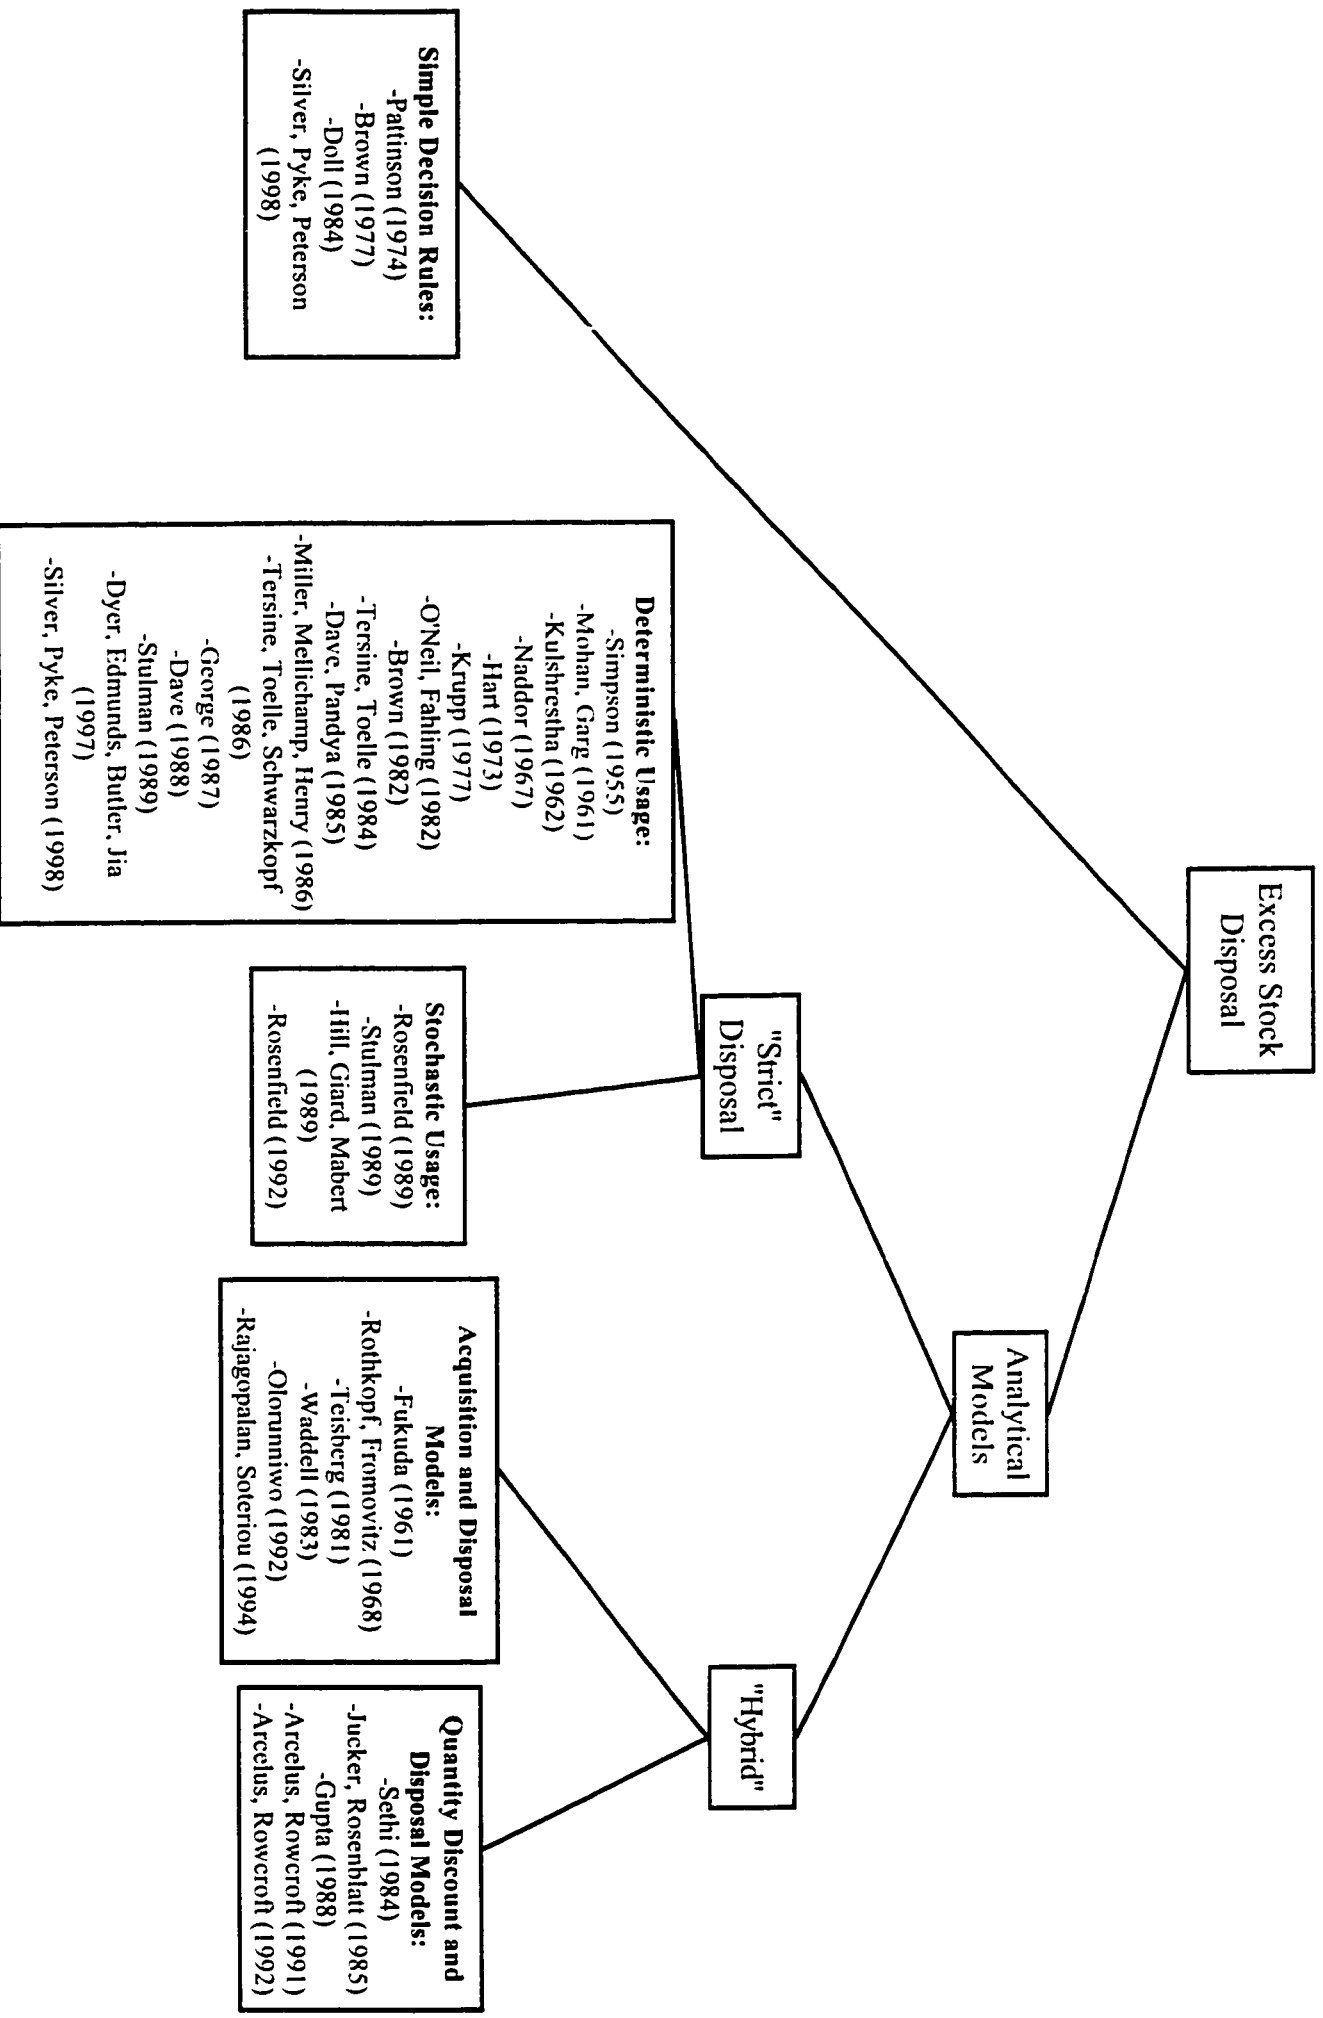 Excess Stock
Disposal
Analytical
Models
"Strict"
Disposal
"Hybrid"
Simple Decision Rules:
-Pattinson (1974)
-Brown (1977)
-Doll (1984)
-Silver, Pyke, Peterson
(1998)
Deterministic Usage:
-Simpson (1955)
-Mohan, Garg (1961)
-Kulshrestha (1962)
-Naddor (1967)
-Hart (1973)
-Krupp (1977)
-O'Neil, Fahling (1982)
-Brown (1982)
-Tersine, Toelle (1984)
-Dave, Pandya (1985)
-Miller, Mellichamp, Henry (1986)
-Tersine, Toelle, Schwarzkopf
(1986)
-George (1987)
-Dave (1988)
-Stulman (1989)
-Dyer, Edmunds, Butler, Jia
(1997)
-Silver, Pyke, Peterson (1998)
Stochastic Usage:
-Rosenfield (1989)
-Stulman (1989)
-Hill, Giard, Mabert
(1989)
-Rosenfield (1992)
Acquisition and Disposal
Models:
-Fukuda (1961)
-Rothkopf, Fromovitz (1968)
-Teisberg (1981)
-Waddell (1983)
-Olorunniwo (1992)
-Rajagopalan, Soteriou (1994)
Quantity Discount and
Disposal Models:
-Sethi (1984)
-Jucker, Rosenblatt (1985)
-Gupta (1988)
-Arcelus, Rowcroft (1991)
-Arcelus, Rowcroft (1992)